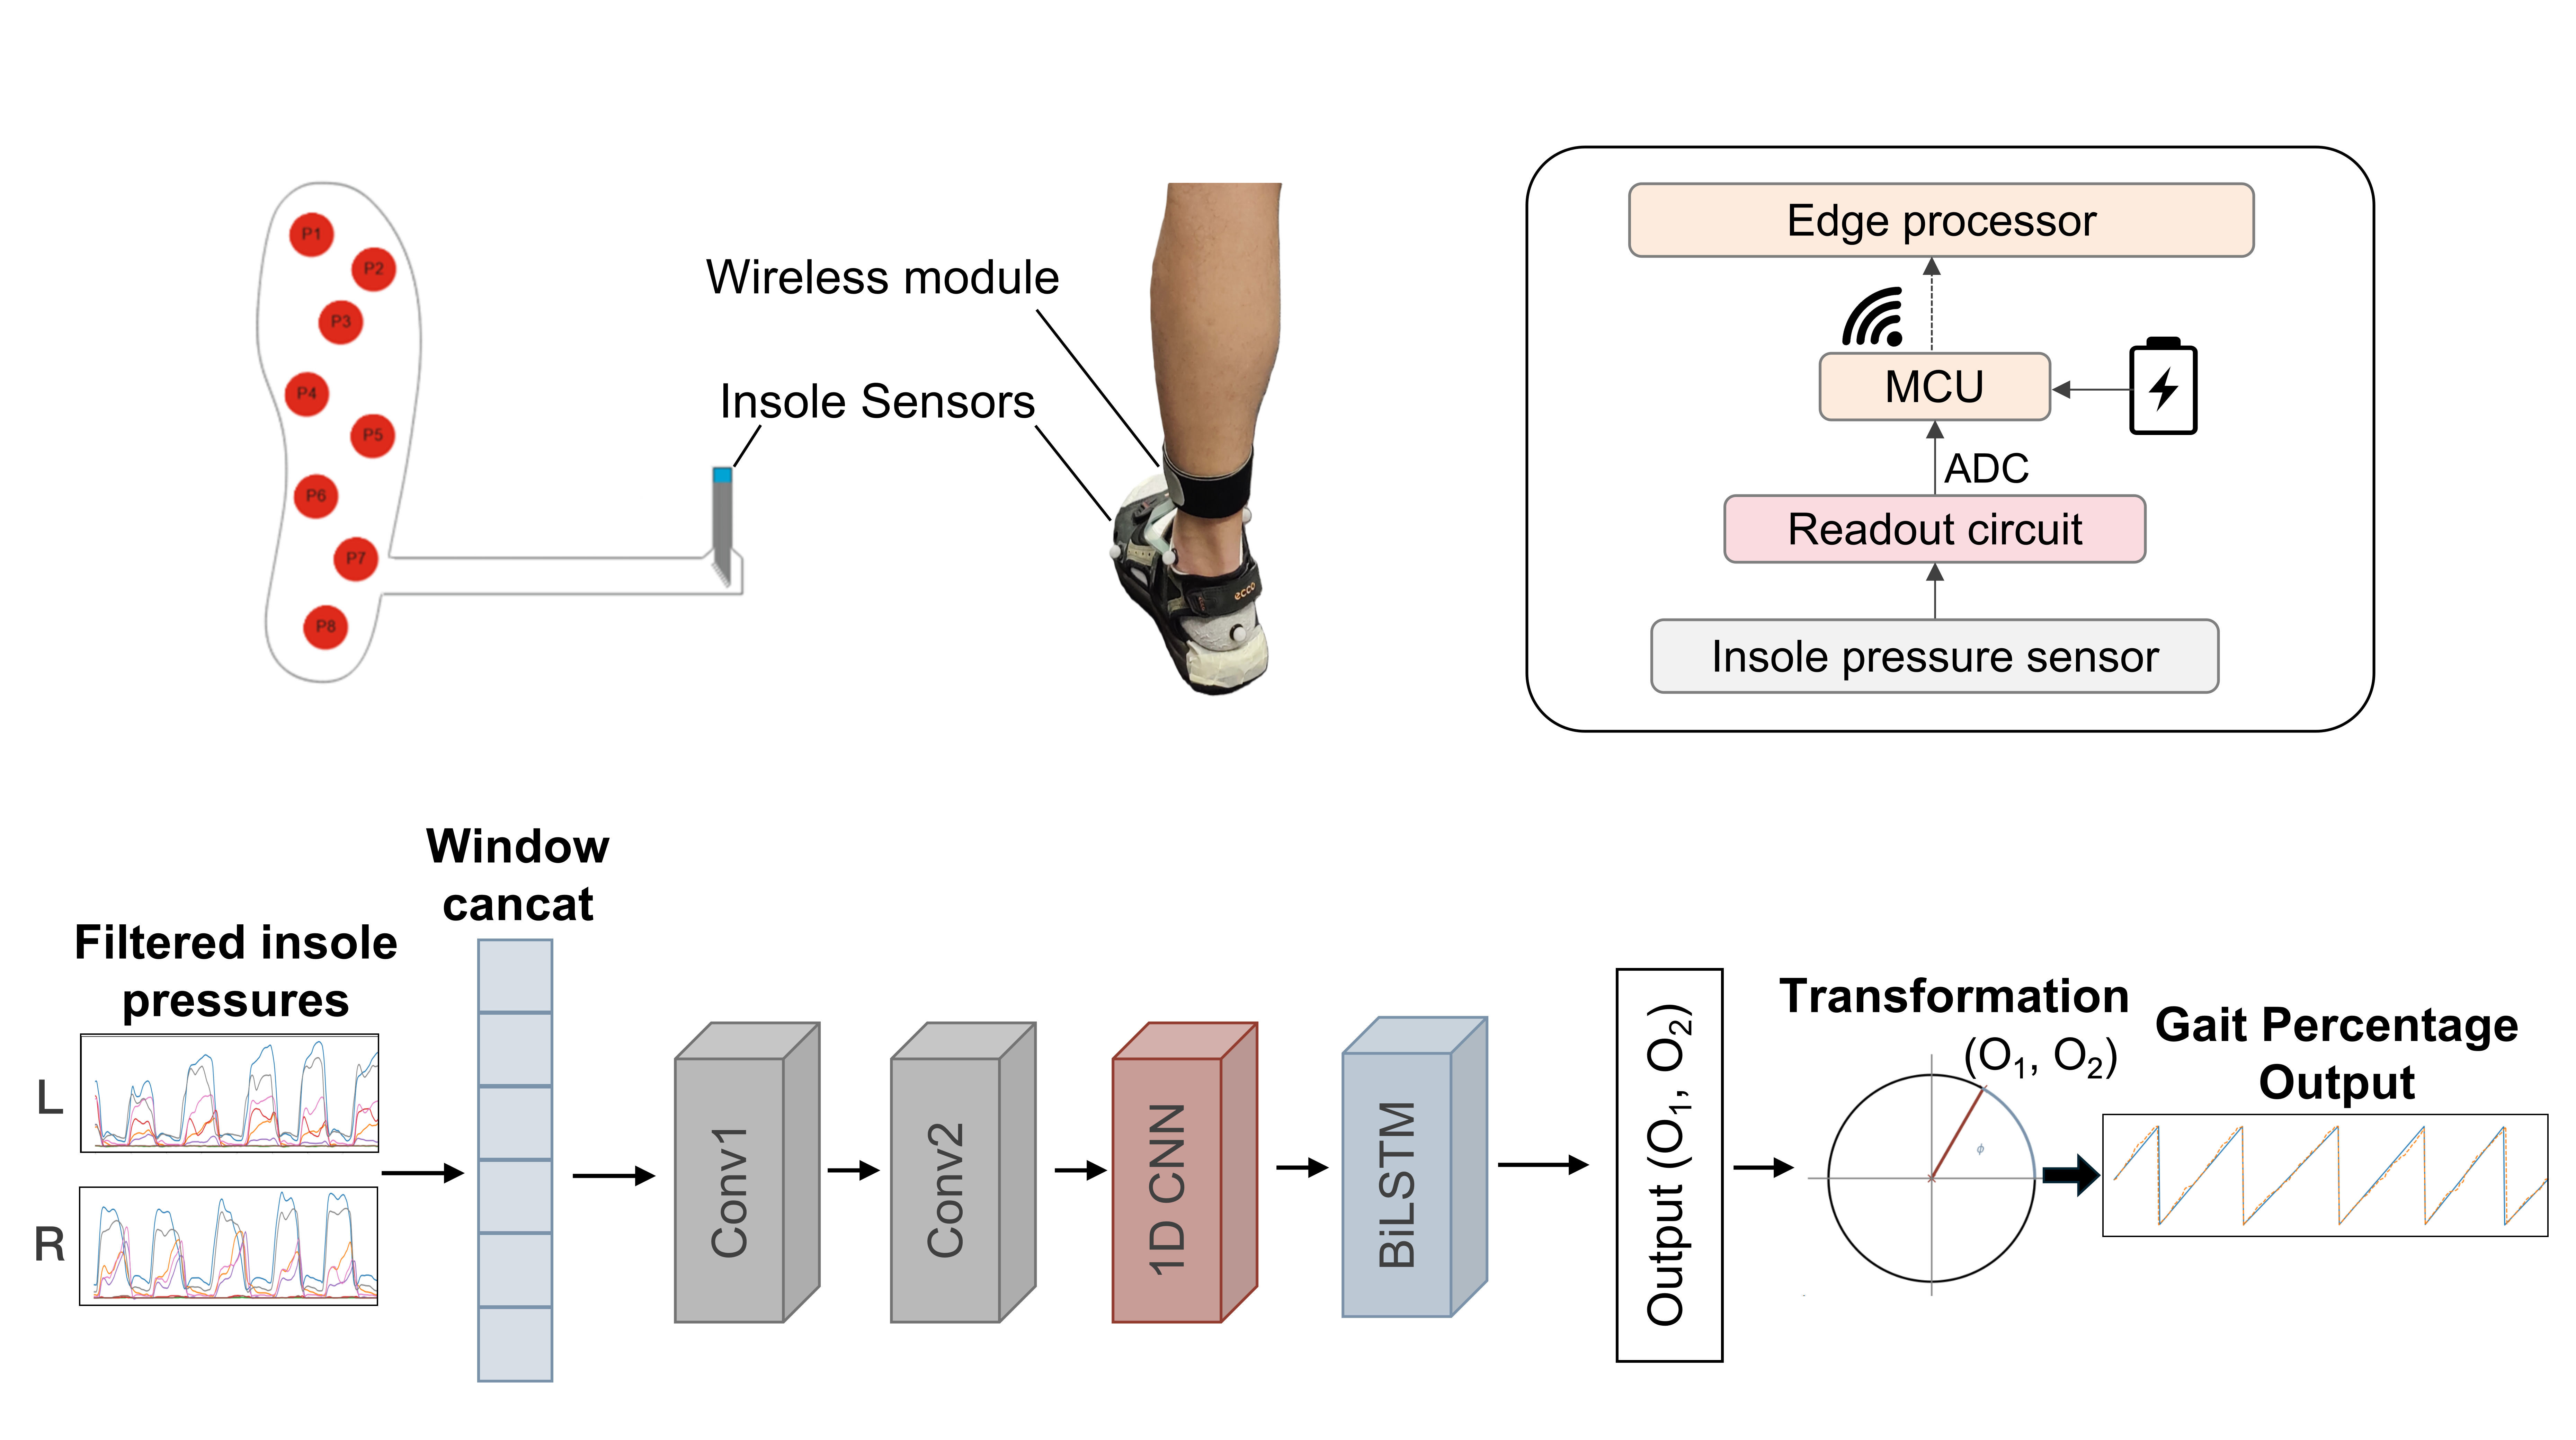 P1
P2
P3
P4
P5
P6
P7
P8
Wireless module
Insole Sensors
ecco
Edge processor
MCU
ADC
Readout circuit
Insole pressure sensor
Filtered insole
pressures
L
R
Window
cancat
Conv1
Conv2
1D CNN
BiLSTM
Output (O₁, O₂)
Transformation
(O₁, O₂)
ϕ
Gait Percentage
Output